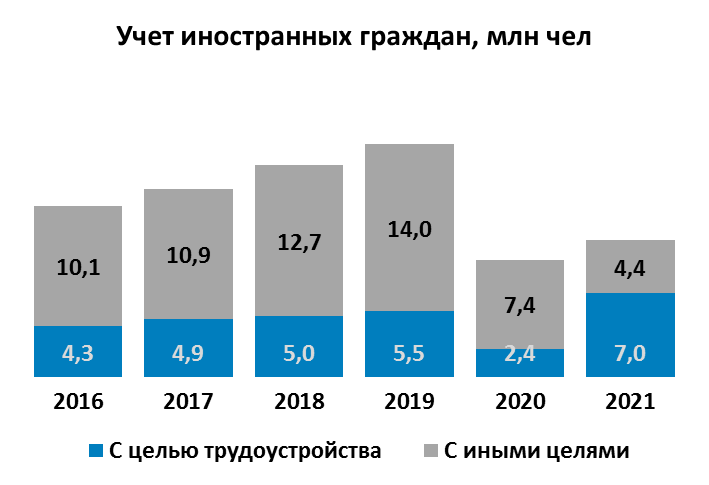 Учет иностранных граждан, млн чел
10,1 10,9 12,7 14,0 7,4 4,4
4,3 4,9 5,0 5,5 2,4 7,0
2016 2017 2018 2019 2020 2021
С целью трудоустройства С иными целями